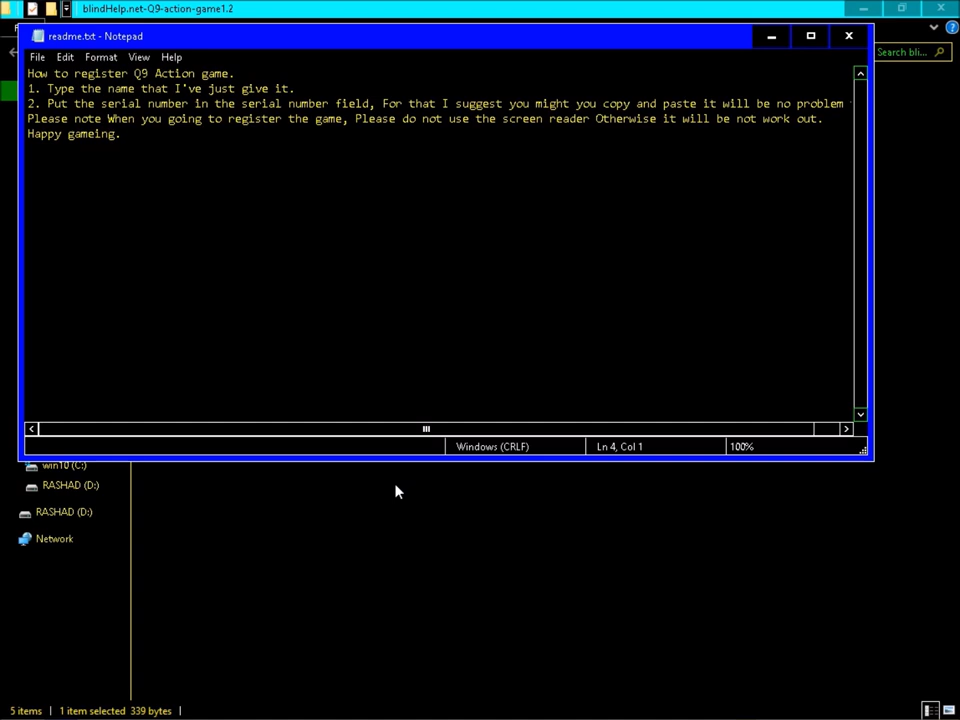 blindHelp.net-Q9-action-game1.2
readme.txt - Notepad
File Edit Format View Help
Search bli...
How to register Q9 Action game.
1. Type the name that I've just give it.
2. Put the serial number in the serial number field, For that I suggest you might you copy and paste it will be no problem
Please note When you going to register the game, Please do not use the screen reader Otherwise it will be not work out.
Happy gameing.
Windows (CRLF) Ln 4, Col 1 100%
win10 (C:)
RASHAD (D:)
RASHAD (D:)
Network
5 items 1 item selected 339 bytes